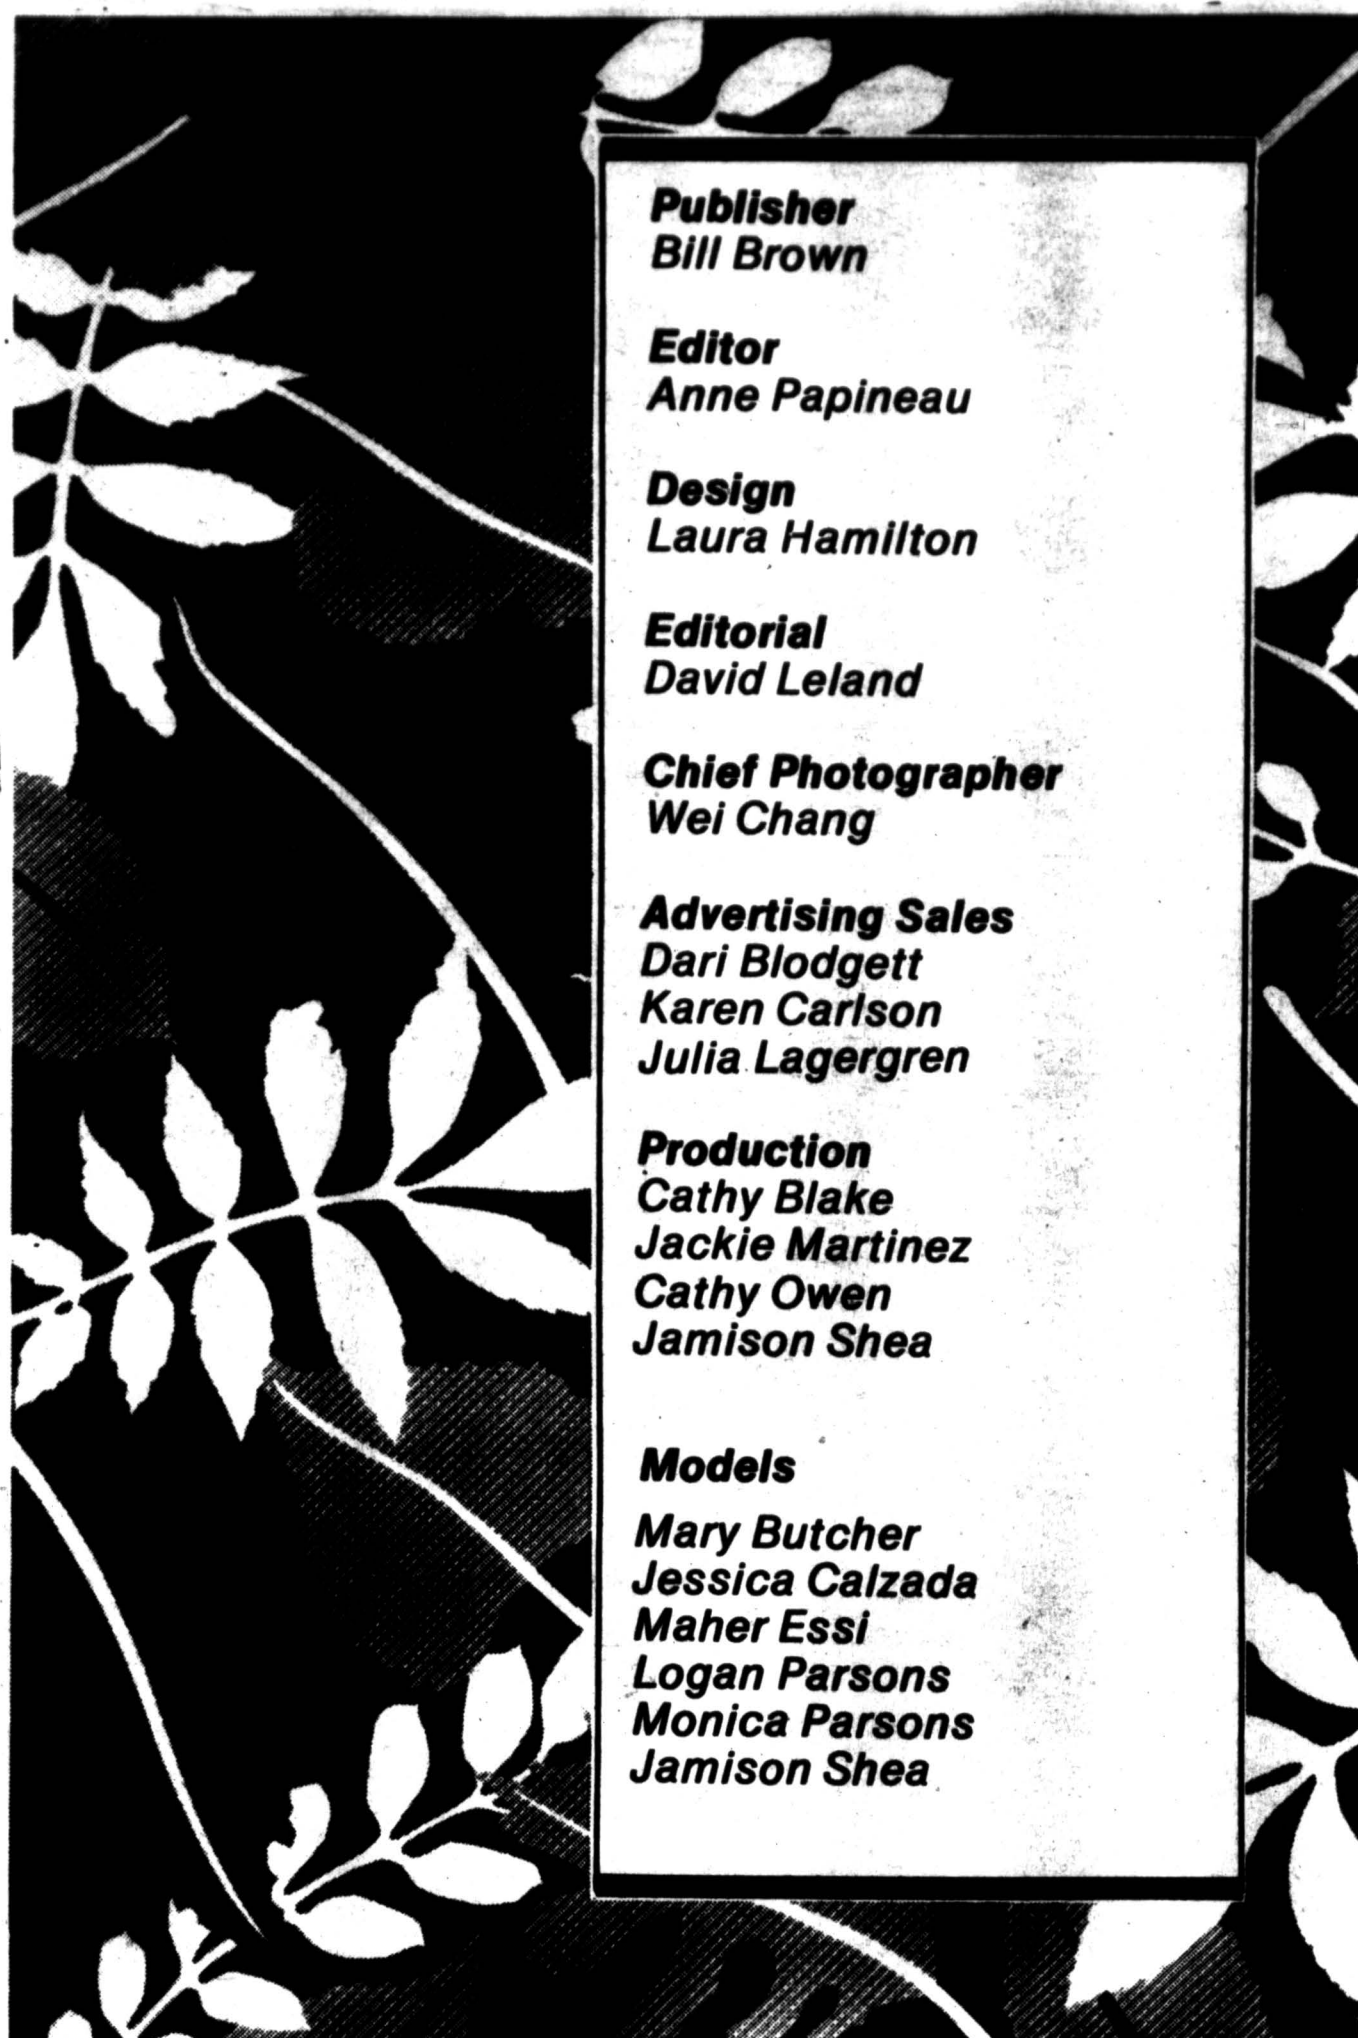 Publisher
Bill Brown
Editor
Anne Papineau
Design
Laura Hamilton
Editorial
David Leland
Chief Photographer
Wei Chang
Advertising Sales
Dari Blodgett
Karen Carlson
Julia Lagergren
Production
Cathy Blake
Jackie Martinez
Cathy Owen
Jamison Shea
Models
Mary Butcher
Jessica Calzada
Maher Essi
Logan Parsons
Monica Parsons
Jamison Shea